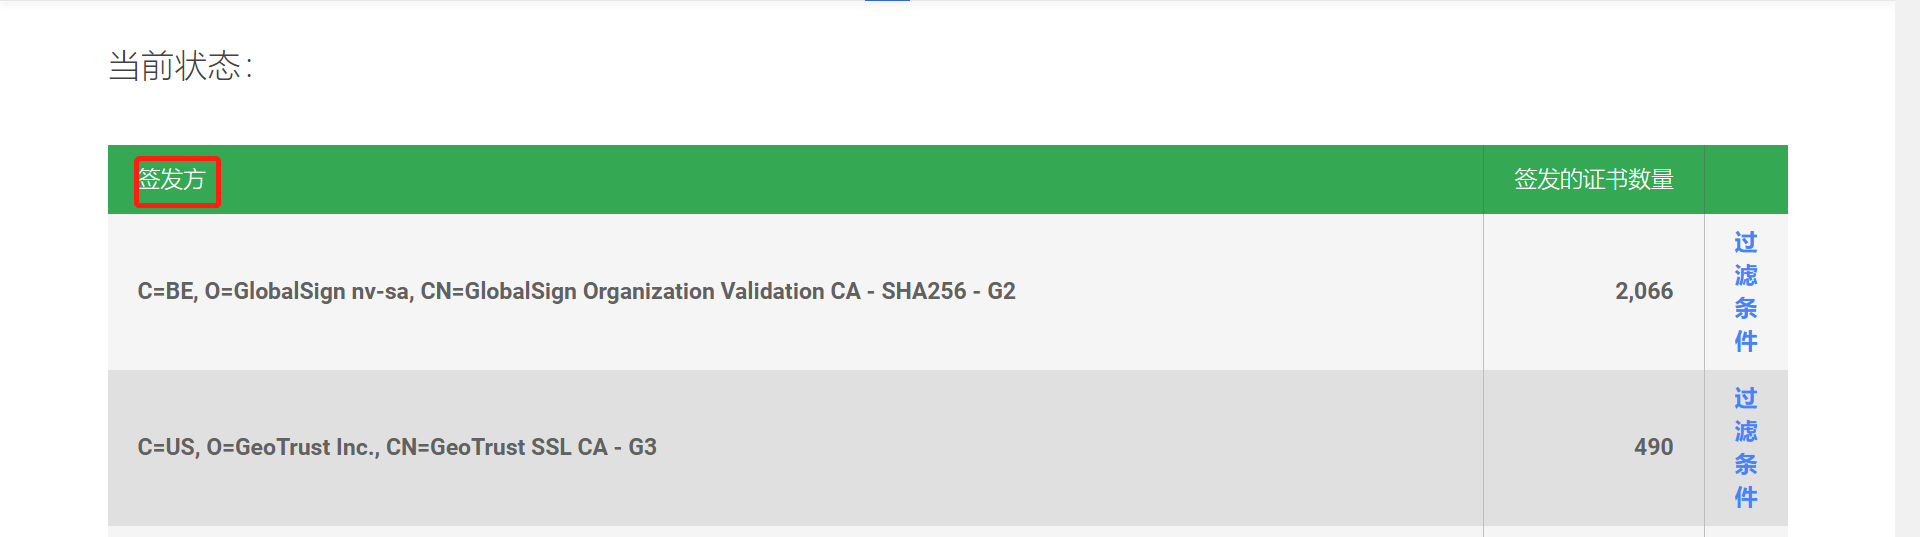 当前状态：
签发方
签发的证书数量
C=BE, O=GlobalSign nv-sa, CN=GlobalSign Organization Validation CA - SHA256 - G2
2,066
过
滤
条
件
C=US, O=GeoTrust Inc., CN=GeoTrust SSL CA - G3
490
过
滤
条
件